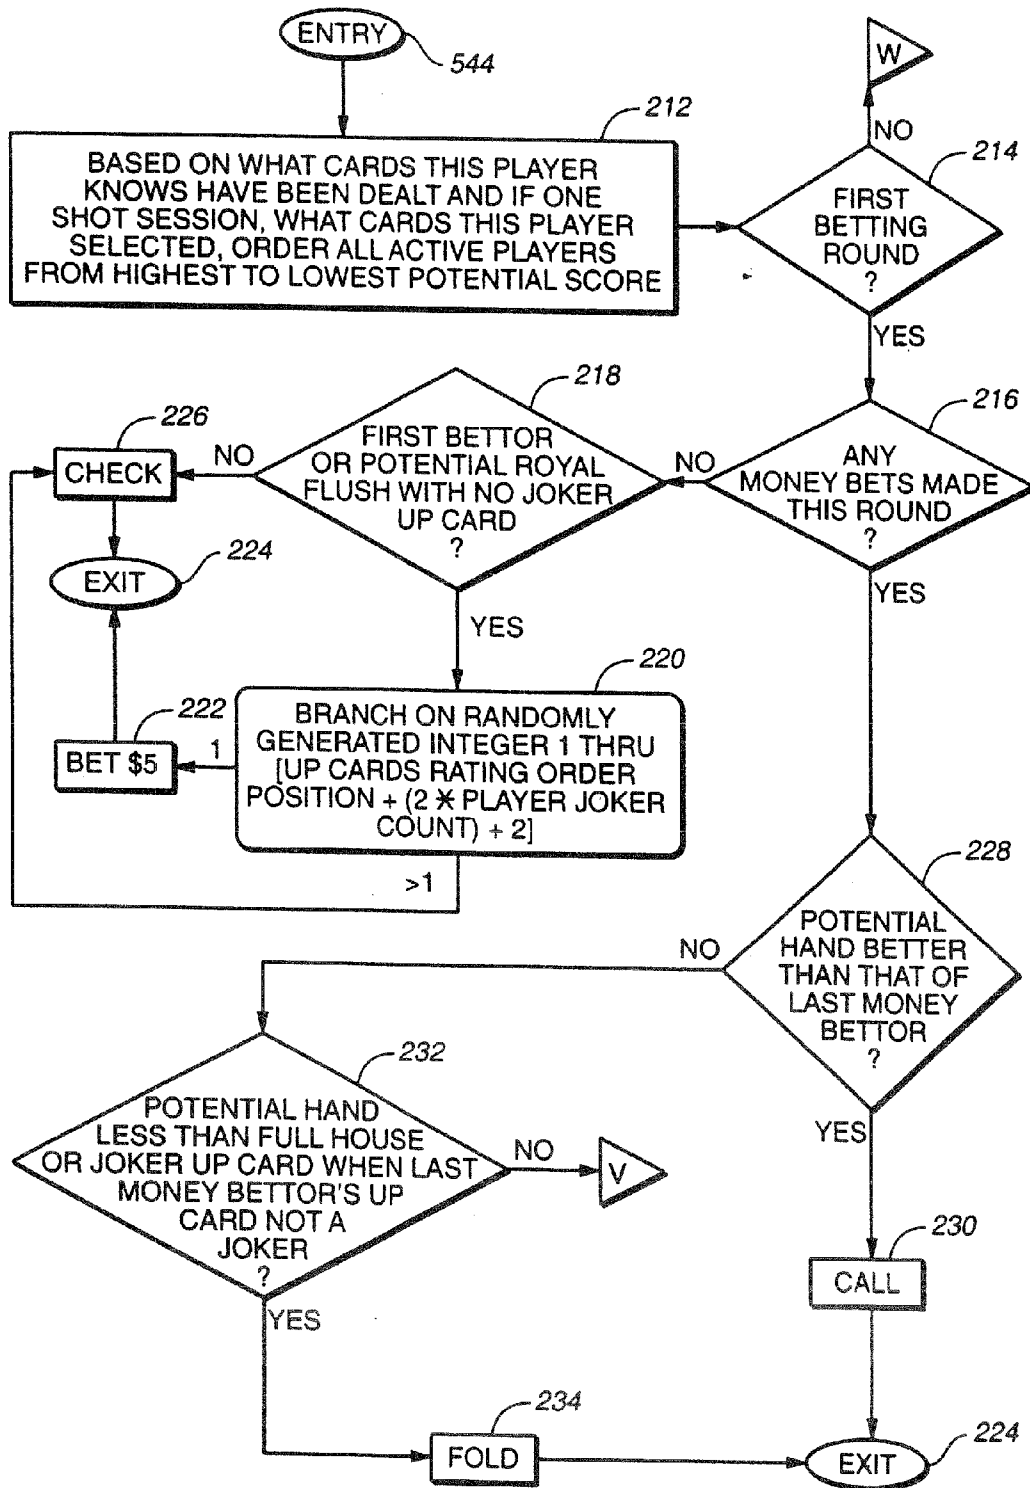 ENTRY
544
212
BASED ON WHAT CARDS THIS PLAYER
KNOWS HAVE BEEN DEALT AND IF ONE
SHOT SESSION, WHAT CARDS THIS PLAYER
SELECTED, ORDER ALL ACTIVE PLAYERS
FROM HIGHEST TO LOWEST POTENTIAL SCORE
W
NO
214
FIRST
BETTING
ROUND
?
YES
216
ANY
MONEY BETS MADE
THIS ROUND
?
NO
YES
218
FIRST BETTOR
OR POTENTIAL ROYAL
FLUSH WITH NO JOKER
UP CARD
?
NO
YES
226
CHECK
224
EXIT
220
BRANCH ON RANDOMLY
GENERATED INTEGER 1 THRU
[UP CARDS RATING ORDER
POSITION + (2 * PLAYER JOKER
COUNT) + 2]
1
>1
222
BET $5
228
POTENTIAL
HAND BETTER
THAN THAT OF
LAST MONEY
BETTOR
?
NO
YES
232
POTENTIAL HAND
LESS THAN FULL HOUSE
OR JOKER UP CARD WHEN LAST
MONEY BETTOR'S UP
CARD NOT A
JOKER
?
NO
V
YES
230
CALL
234
FOLD
224
EXIT